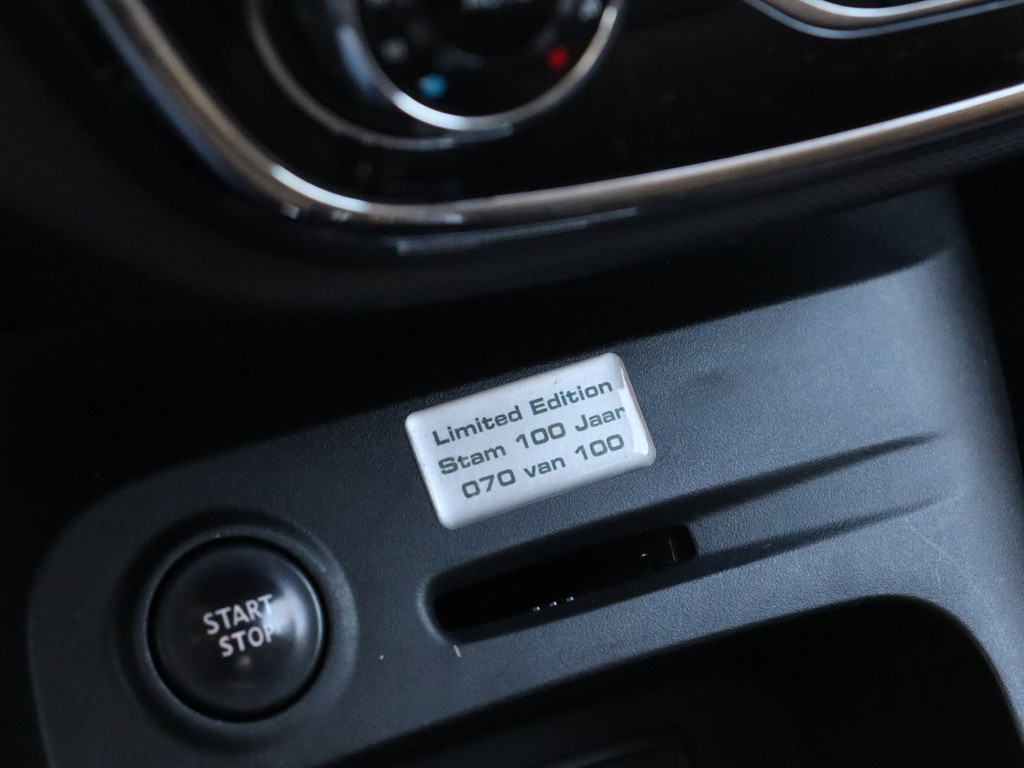 Limited Edition
Stam 100 Jaar
070 van 100
START
STOP